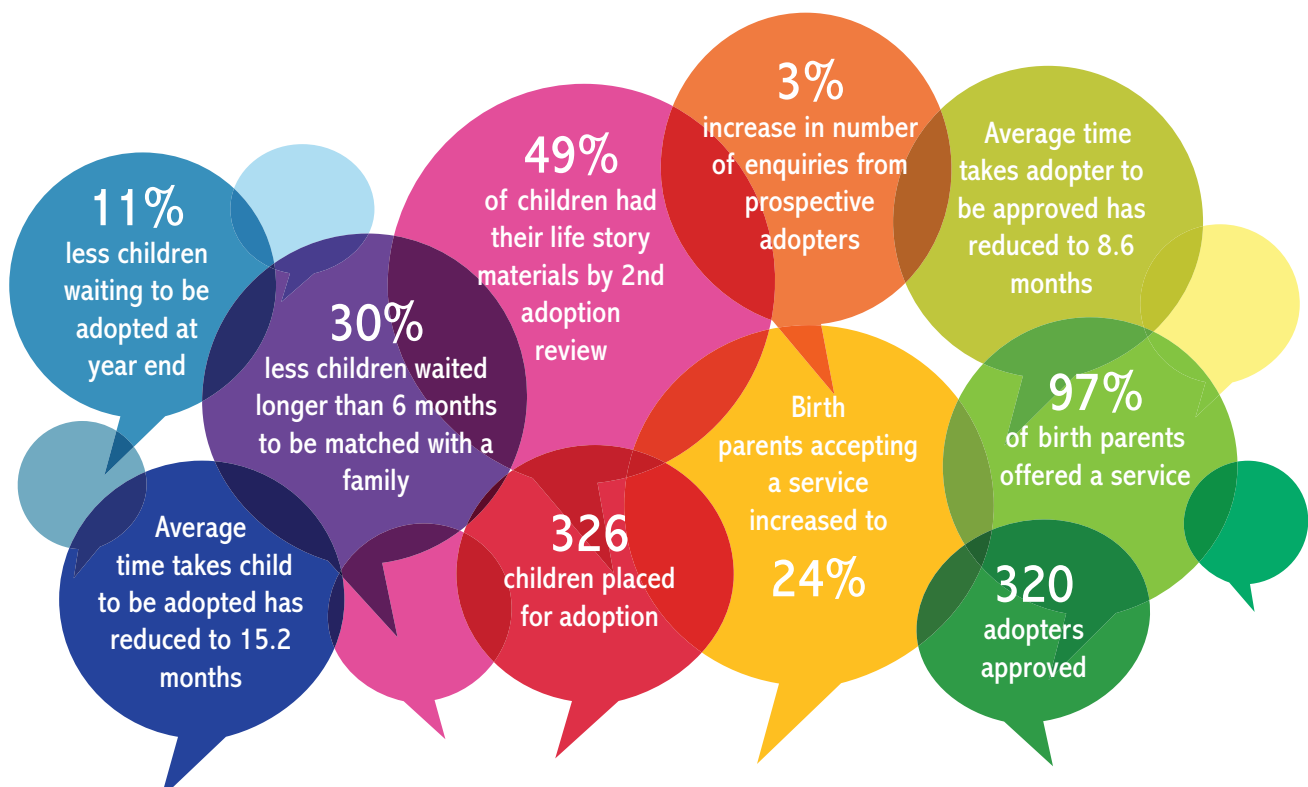 11%
less children
waiting to be
adopted at
year end
30%
less children waited
longer than 6 months
to be matched with a
family
49%
of children had
their life story
materials by 2nd
adoption
review
3%
increase in number
of enquiries from
prospective
adopters
Average time
takes adopter to
be approved has
reduced to 8.6
months
Average
time takes child
to be adopted has
reduced to 15.2
months
326
children placed
for adoption
Birth
parents accepting
a service
increased to
24%
97%
of birth parents
offered a service
320
adopters
approved